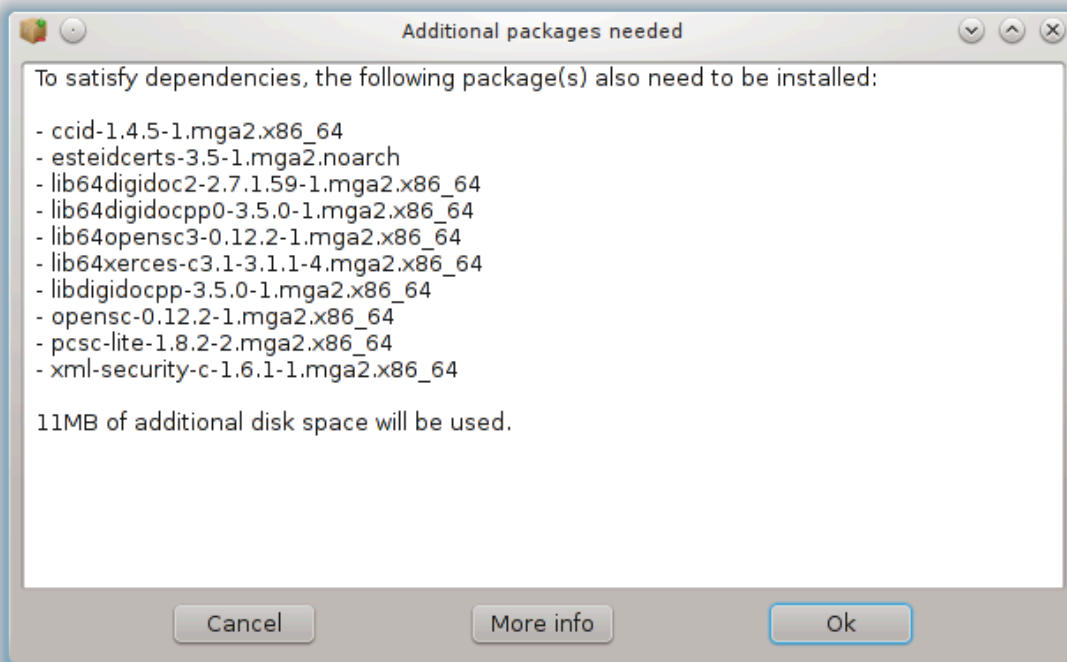 Additional packages needed
To satisfy dependencies, the following package(s) also need to be installed:
- ccid-1.4.5-1.mga2.x86_64
- esteidcerts-3.5-1.mga2.noarch
- lib64digidoc2-2.7.1.59-1.mga2.x86_64
- lib64digidocpp0-3.5.0-1.mga2.x86_64
- lib64opensc3-0.12.2-1.mga2.x86_64
- lib64xerces-c3.1-3.1.1-4.mga2.x86_64
- libdigidocpp-3.5.0-1.mga2.x86_64
- opensc-0.12.2-1.mga2.x86_64
- pcsc-lite-1.8.2-2.mga2.x86_64
- xml-security-c-1.6.1-1.mga2.x86_64
11MB of additional disk space will be used.
Cancel More info Ok